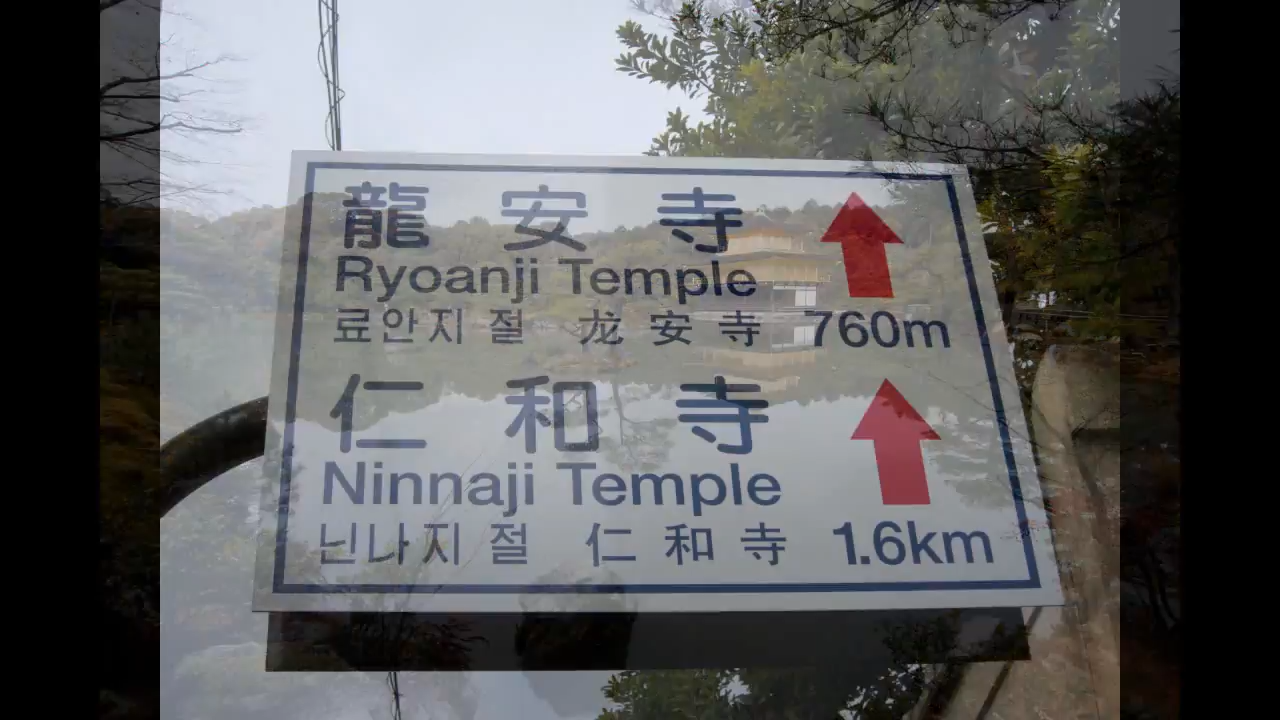 龍安寺
Ryoanji Temple
료안지절 龙安寺 760m
仁和寺
Ninnaji Temple
닌나지절 仁和寺 1.6km